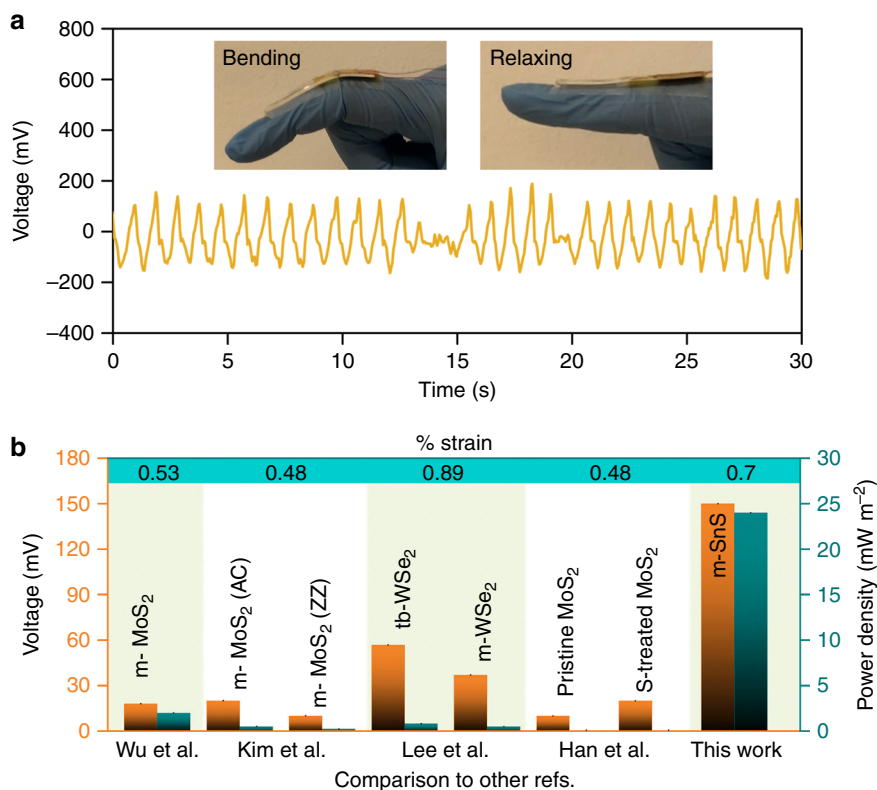 a
800
600
400
200
0
−200
−400
Voltage (mV)
Bending
Relaxing
0 5 10 15 20 25 30
Time (s)
b
% strain
0.53 0.48 0.89 0.48 0.7
180
150
120
90
60
30
0
Voltage (mV)
m- MoS₂
m- MoS₂ (AC)
m- MoS₂ (ZZ)
tb-WSe₂
m-WSe₂
Pristine MoS₂
S-treated MoS₂
m-SnS
30
25
20
15
10
5
0
Power density (mW m⁻²)
Wu et al. Kim et al. Lee et al. Han et al. This work
Comparison to other refs.